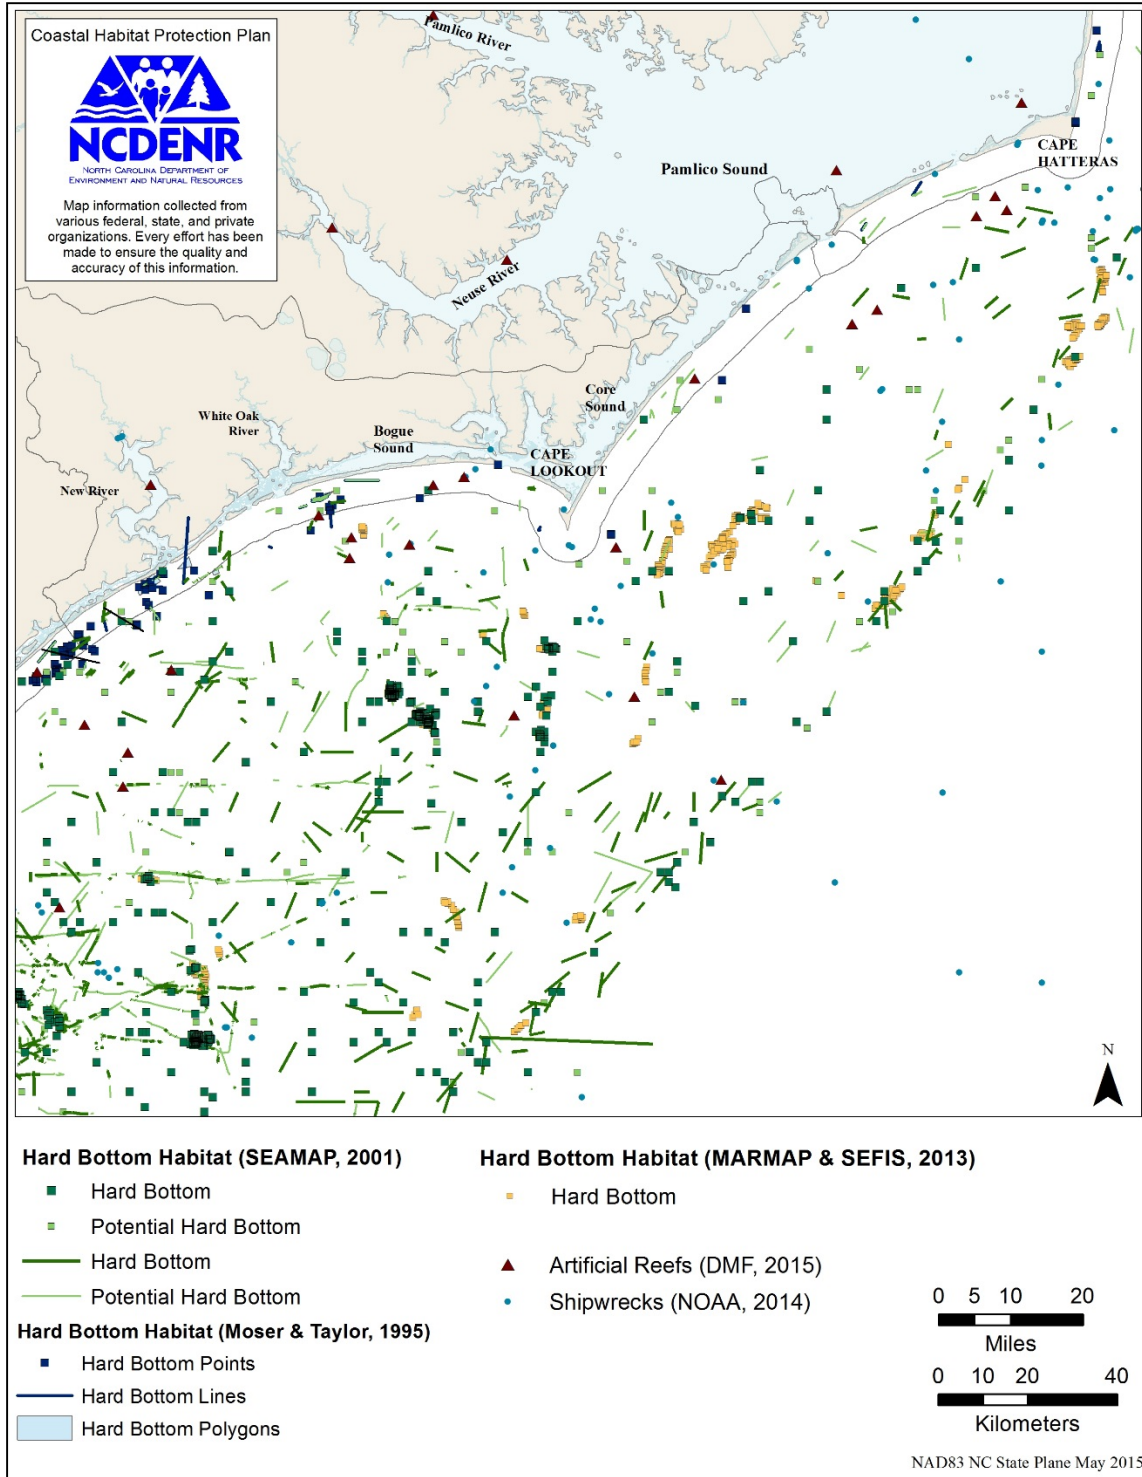 Coastal Habitat Protection Plan
NCDENR
NORTH CAROLINA DEPARTMENT OF
ENVIRONMENT AND NATURAL RESOURCES
Map information collected from
various federal, state, and private
organizations. Every effort has been
made to ensure the quality and
accuracy of this information.
Pamlico River
CAPE
HATTERAS
Pamlico Sound
Neuse River
Core
Sound
White Oak
River
Bogue
Sound
CAPE
LOOKOUT
New River
N
Hard Bottom Habitat (SEAMAP, 2001)
Hard Bottom
Potential Hard Bottom
Hard Bottom
Potential Hard Bottom
Hard Bottom Habitat (Moser & Taylor, 1995)
Hard Bottom Points
Hard Bottom Lines
Hard Bottom Polygons
Hard Bottom Habitat (MARMAP & SEFIS, 2013)
Hard Bottom
Artificial Reefs (DMF, 2015)
Shipwrecks (NOAA, 2014)
0 5 10 20
Miles
0 10 20 40
Kilometers
NAD83 NC State Plane May 2015